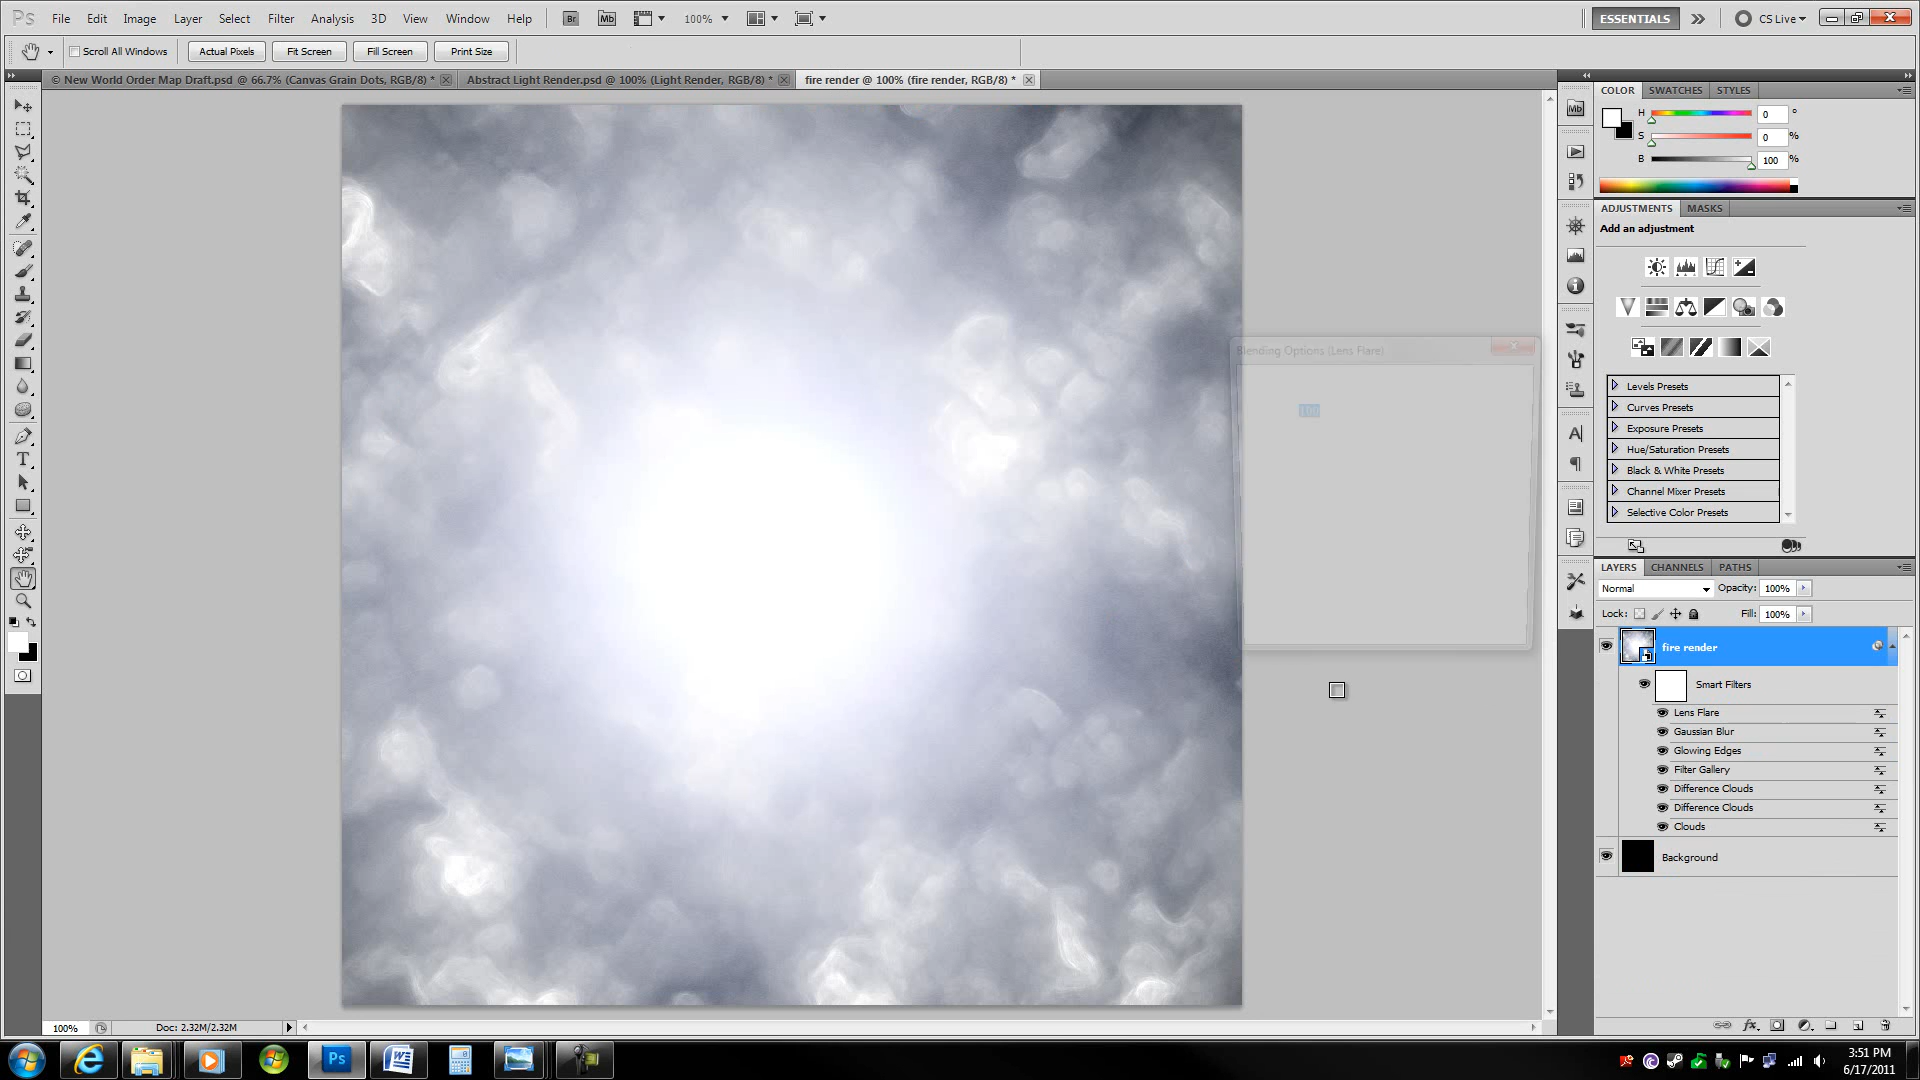 Ps File Edit Image Layer Select Filter Analysis 3D View Window Help Br Mb 100% ESSENTIALS CS Live
Scroll All Windows Actual Pixels Fit Screen Fill Screen Print Size
© New World Order Map Draft.psd @ 66.7% (Canvas Grain Dots, RGB/8) * Abstract Light Render.psd @ 100% (Light Render, RGB/8) * fire render @ 100% (fire render, RGB/8) *
COLOR SWATCHES STYLES
H 0 °
S 0 %
B 100 %
Mb
ADJUSTMENTS MASKS
Add an adjustment
Blending Options (Lens Flare)
100
Levels Presets
Curves Presets
Exposure Presets
Hue/Saturation Presets
Black & White Presets
Channel Mixer Presets
Selective Color Presets
LAYERS CHANNELS PATHS
Normal Opacity: 100%
Lock: Fill: 100%
fire render
Smart Filters
Lens Flare
Gaussian Blur
Glowing Edges
Filter Gallery
Difference Clouds
Difference Clouds
Clouds
Background
100% Doc: 2.32M/2.32M
Ps
3:51 PM
6/17/2011